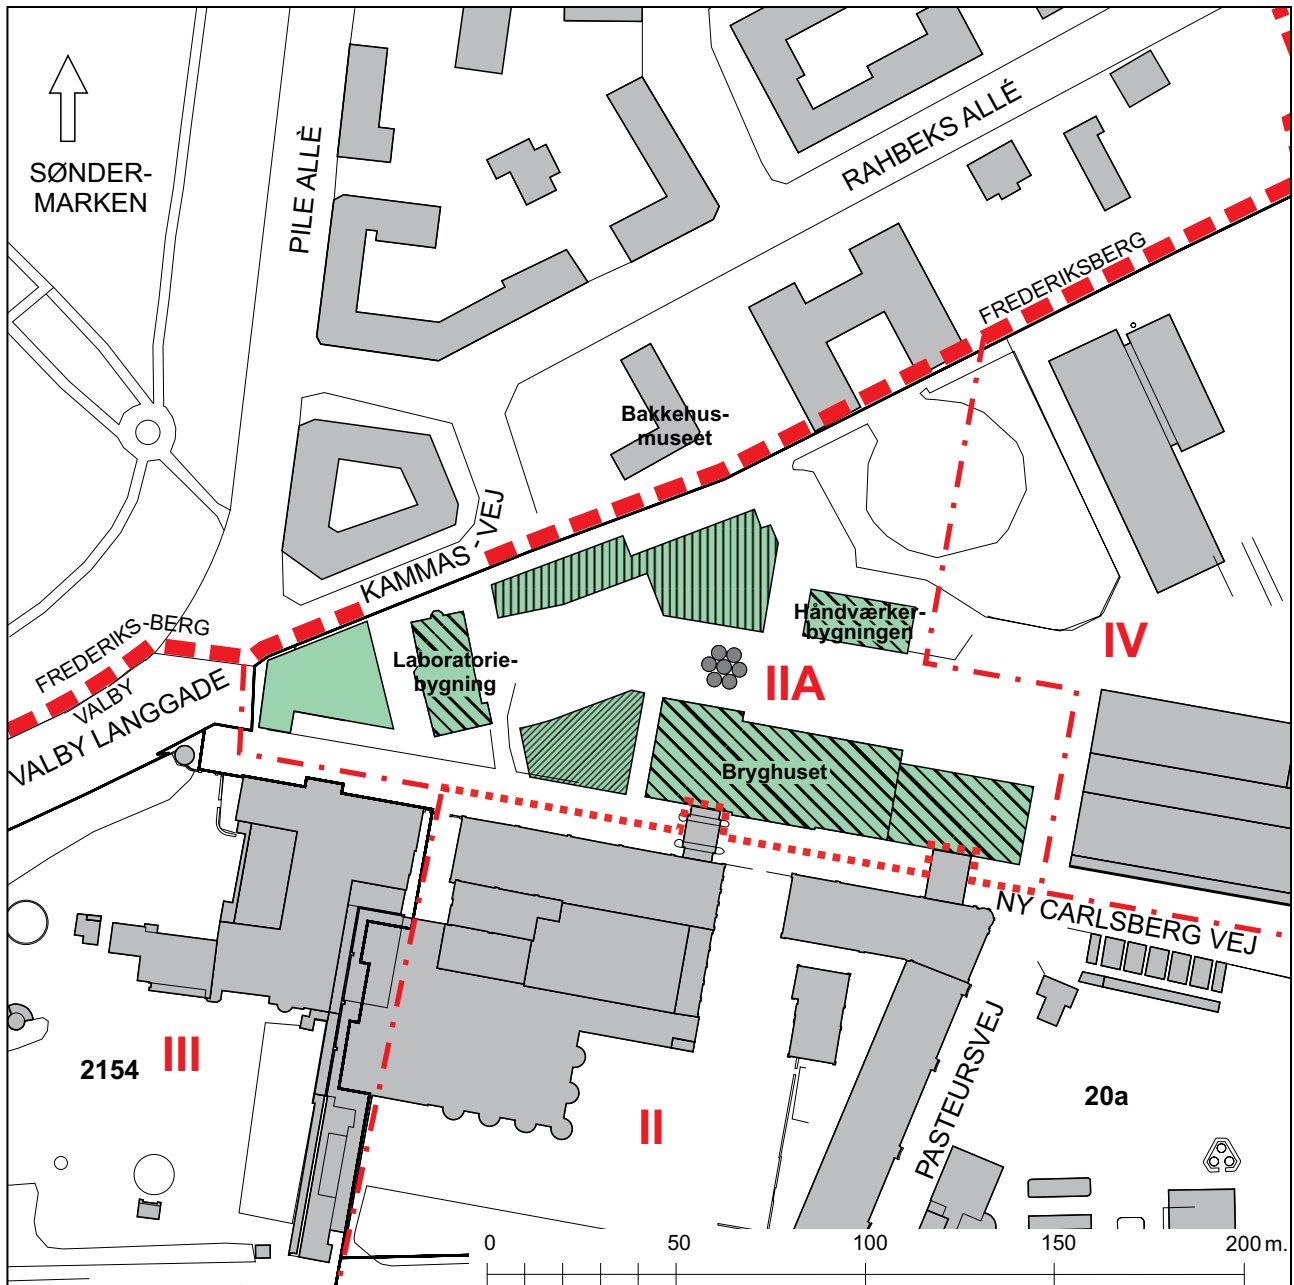 SØNDER-
MARKEN
PILE ALLÈ
RAHBEKS ALLÉ
FREDERIKSBERG
Bakkehus-
museet
KAMMAS - VEJ
FREDERIKS-BERG
VALBY
VALBY LANGGADE
Laboratorie-
bygning
Håndværker-
bygningen
IIA
IV
Bryghuset
NY CARLSBERG VEJ
III
2154
II
PASTEURSVEJ
20a
0 50 100 150 200 m.